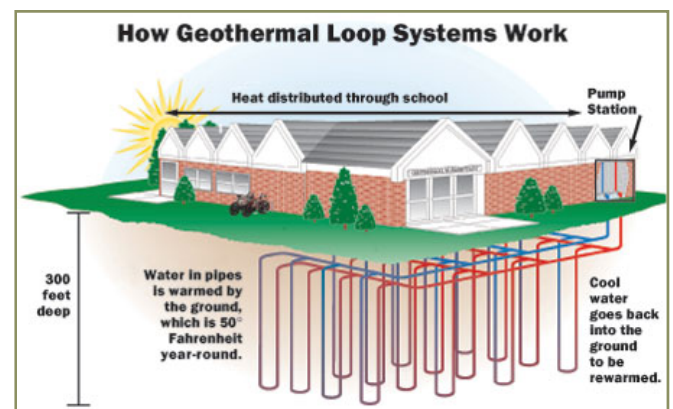 How Geothermal Loop Systems Work
Heat distributed through school
Pump
Station
300
feet
deep
Water in pipes
is warmed by
the ground,
which is 50°
Fahrenheit
year-round.
Cool
water
goes back
into the
ground
to be
rewarmed.